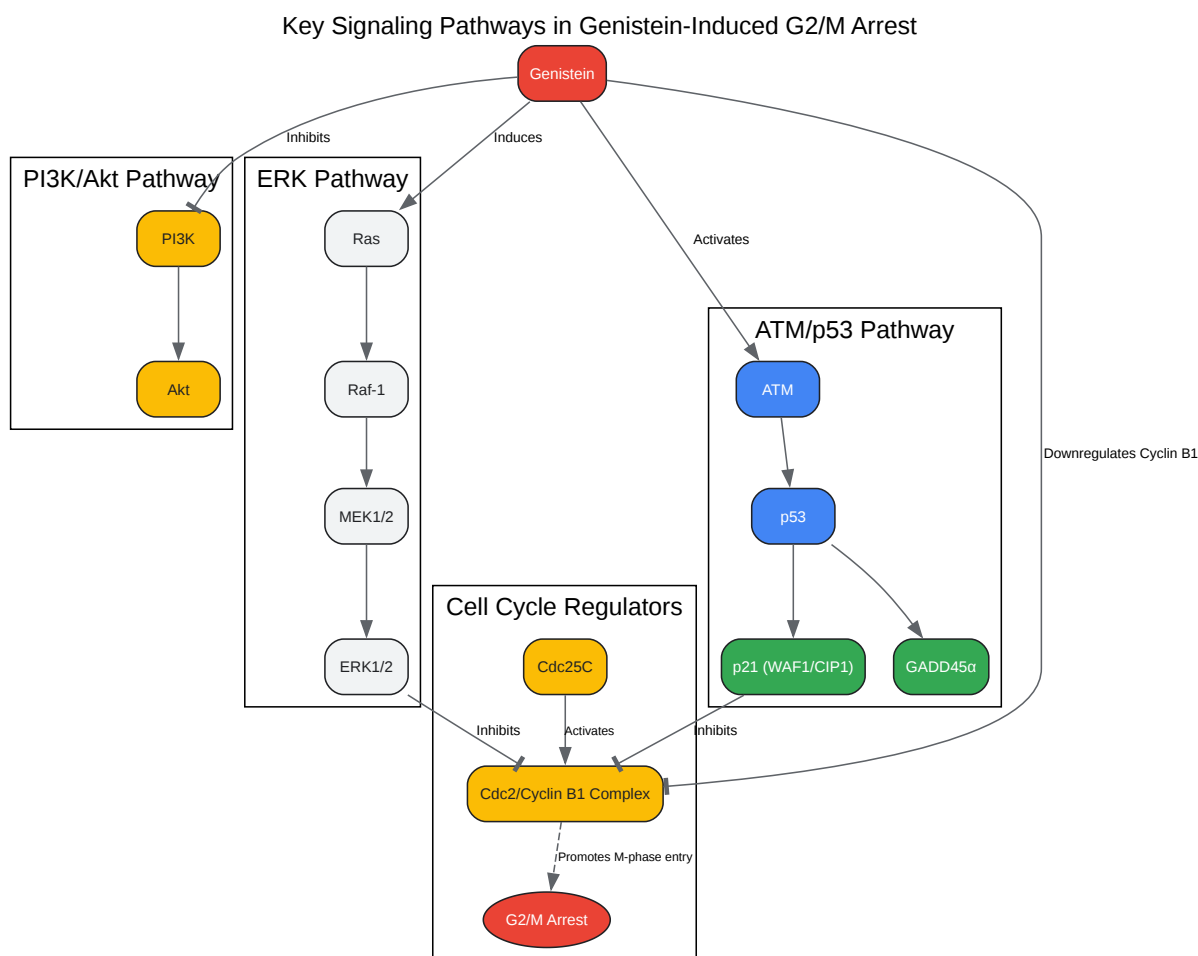 Key Signaling Pathways in Genistein-Induced G2/M Arrest
Genistein
Inhibits
Induces
PI3K/Akt Pathway
ERK Pathway
PI3K
Ras
Activates
ATM/p53 Pathway
Akt
Raf-1
ATM
Downregulates Cyclin B1
MEK1/2
p53
Cell Cycle Regulators
ERK1/2
Cdc25C
p21 (WAF1/CIP1)
GADD45α
Inhibits
Activates
Inhibits
Cdc2/Cyclin B1 Complex
Promotes M-phase entry
G2/M Arrest